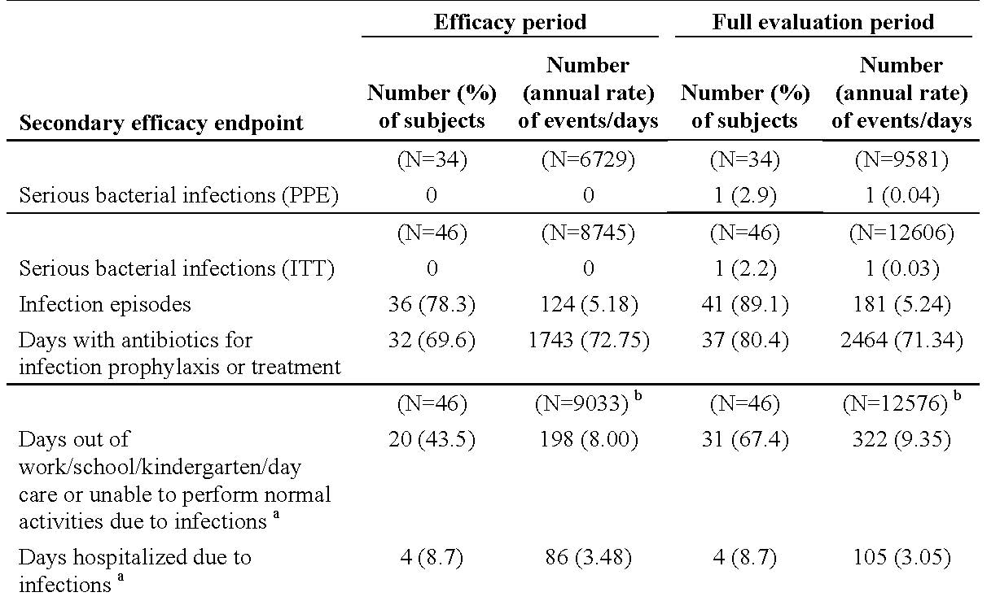 Efficacy period Full evaluation period
Secondary efficacy endpoint Number (%) of subjects Number (annual rate) of events/days Number (%) of subjects Number (annual rate) of events/days
(N=34) (N=6729) (N=34) (N=9581)
Serious bacterial infections (PPE) 0 0 1 (2.9) 1 (0.04)
(N=46) (N=8745) (N=46) (N=12606)
Serious bacterial infections (ITT) 0 0 1 (2.2) 1 (0.03)
Infection episodes 36 (78.3) 124 (5.18) 41 (89.1) 181 (5.24)
Days with antibiotics for 32 (69.6) 1743 (72.75) 37 (80.4) 2464 (71.34)
infection prophylaxis or treatment
(N=46) (N=9033) b (N=46) (N=12576) b
Days out of 20 (43.5) 198 (8.00) 31 (67.4) 322 (9.35)
work/school/kindergarten/day
care or unable to perform normal
activities due to infections a
Days hospitalized due to 4 (8.7) 86 (3.48) 4 (8.7) 105 (3.05)
infections a